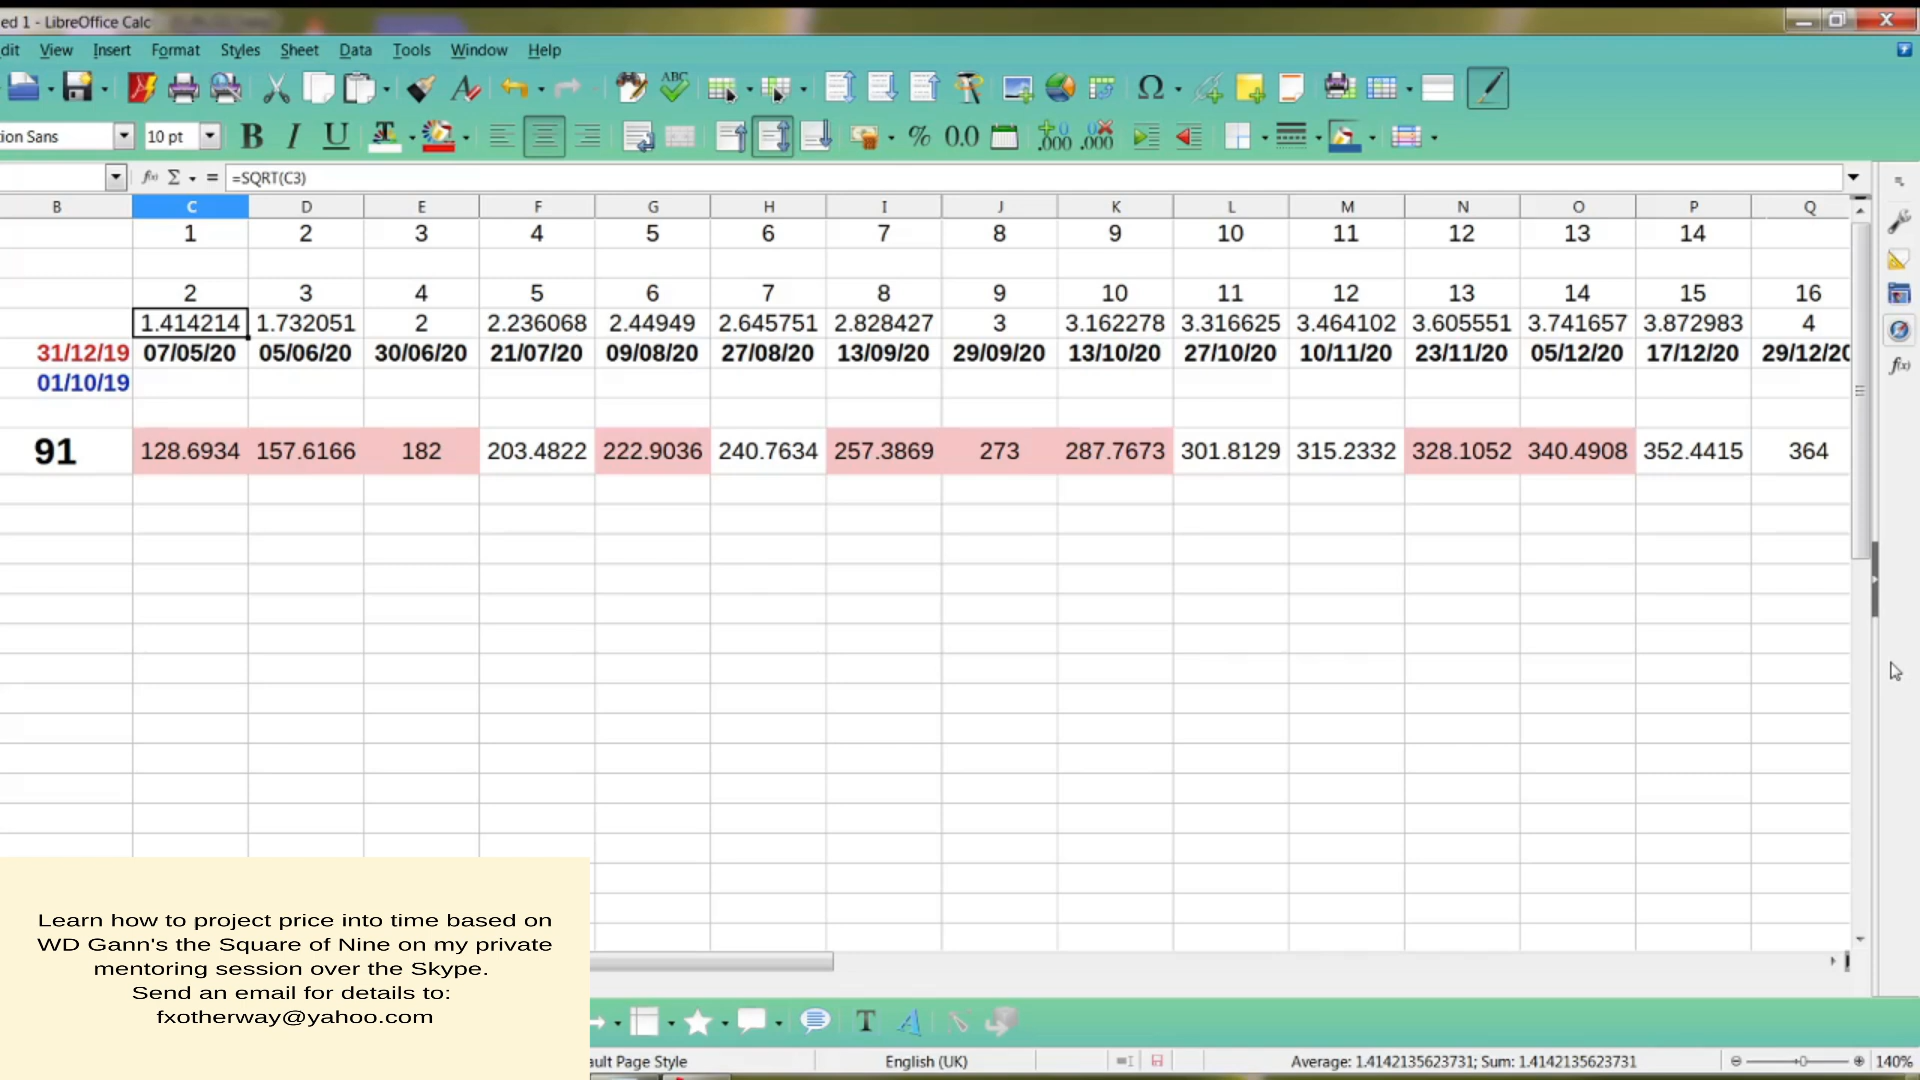 ed 1 - LibreOffice Calc
dit View Insert Format Styles Sheet Data Tools Window Help
ABC Ω
ion Sans 10 pt B I U T % 0.0 .000 .000
f(x) Σ = =SQRT(C3)
B C D E F G H I J K L M N O P Q
1 2 3 4 5 6 7 8 9 10 11 12 13 14
2 3 4 5 6 7 8 9 10 11 12 13 14 15 16
1.414214 1.732051 2 2.236068 2.44949 2.645751 2.828427 3 3.162278 3.316625 3.464102 3.605551 3.741657 3.872983 4
31/12/19 07/05/20 05/06/20 30/06/20 21/07/20 09/08/20 27/08/20 13/09/20 29/09/20 13/10/20 27/10/20 10/11/20 23/11/20 05/12/20 17/12/20 29/12/20
01/10/19
91 128.6934 157.6166 182 203.4822 222.9036 240.7634 257.3869 273 287.7673 301.8129 315.2332 328.1052 340.4908 352.4415 364
Learn how to project price into time based on
WD Gann's the Square of Nine on my private
mentoring session over the Skype.
Send an email for details to:
fxotherway@yahoo.com
ault Page Style English (UK) Average: 1.4142135623731; Sum: 1.4142135623731 140%